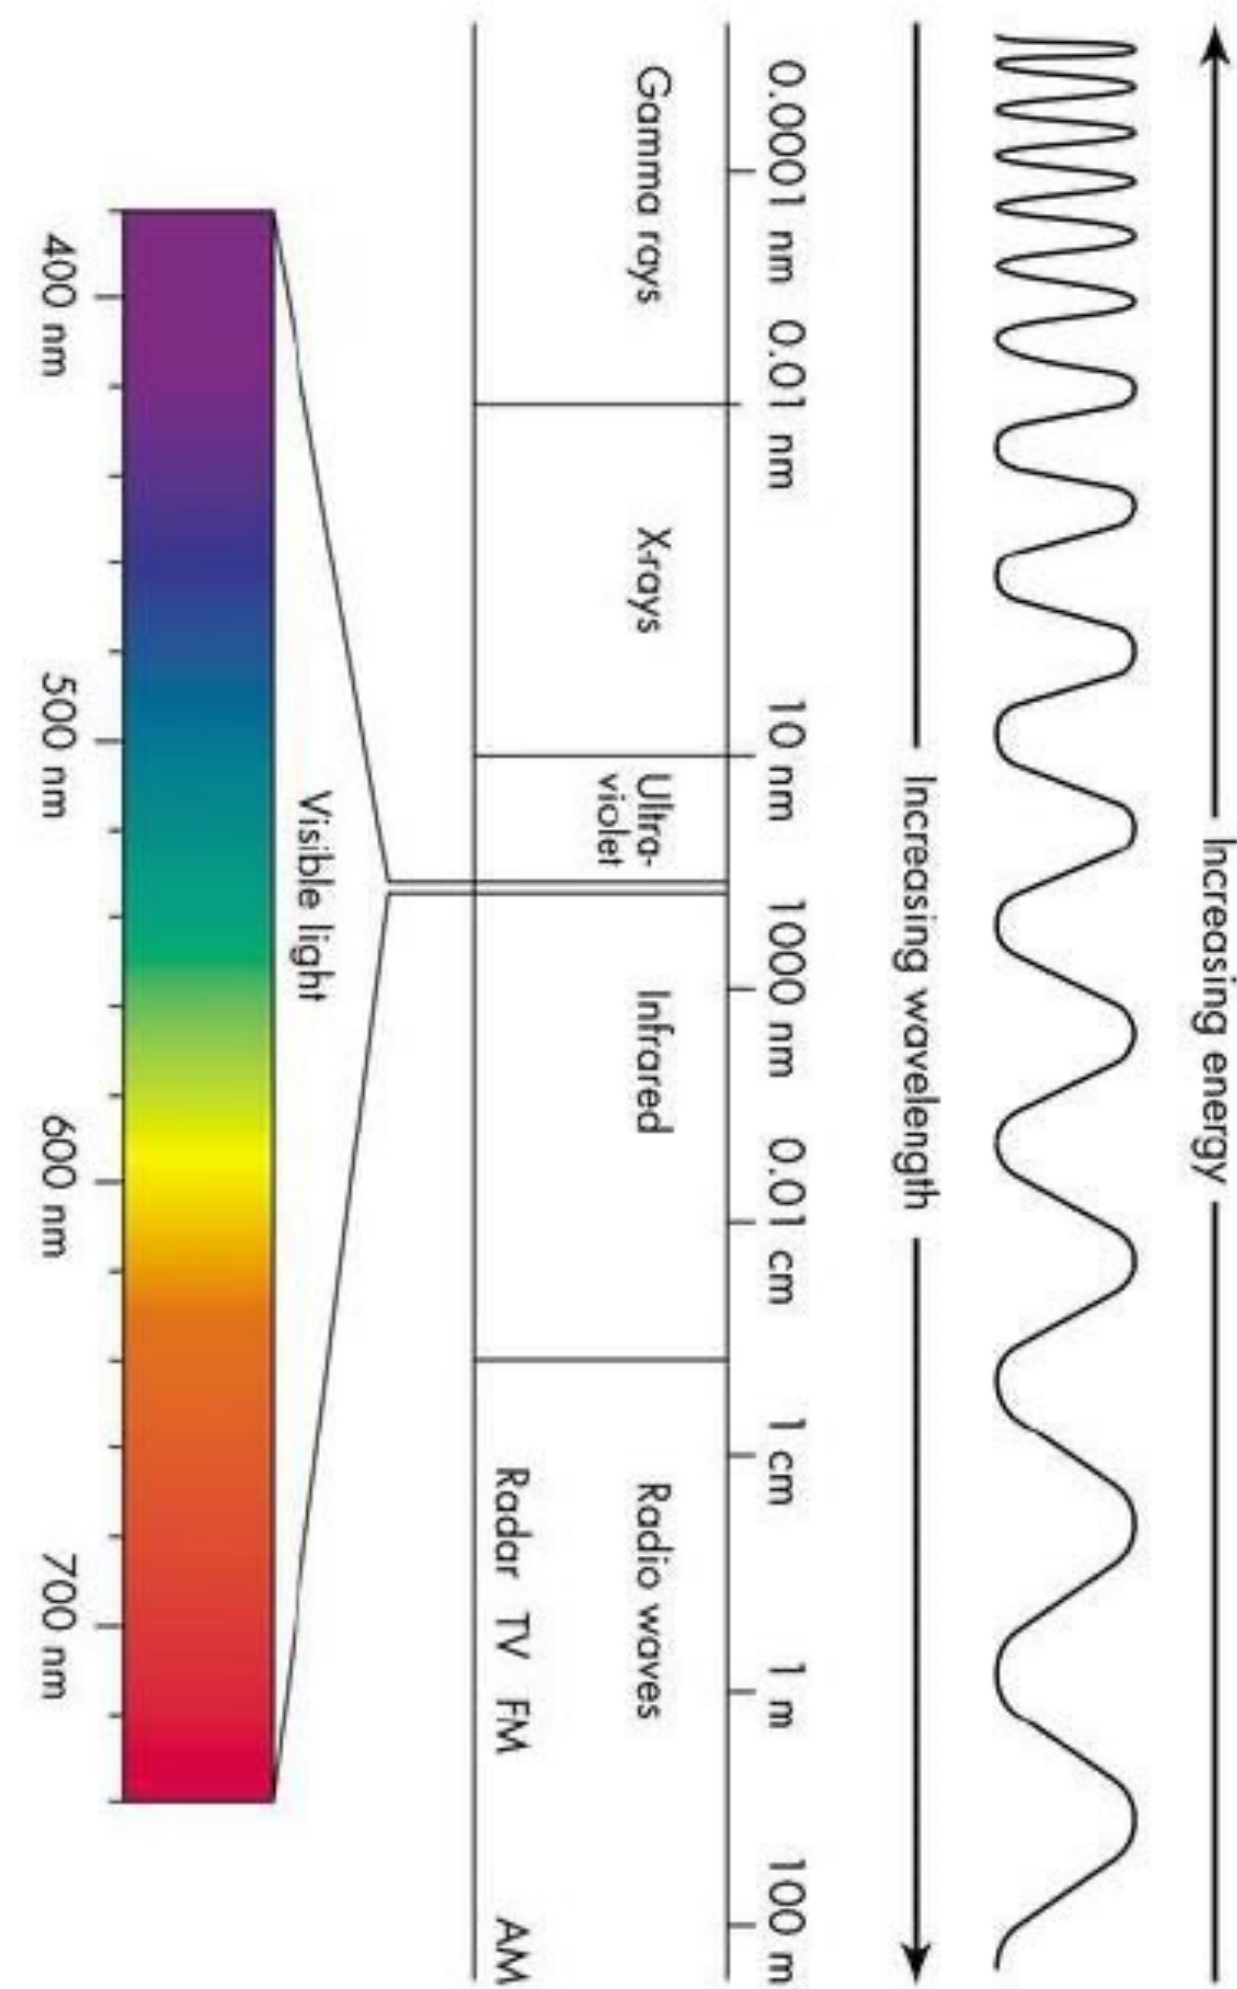 Increasing energy
Increasing wavelength
0.0001 nm 0.01 nm 10 nm 1000 nm 0.01 cm 1 cm 1 m 100 m
Gamma rays X-rays Ultra- Infrared Radio waves
violet
Radar TV FM AM
Visible light
400 nm 500 nm 600 nm 700 nm